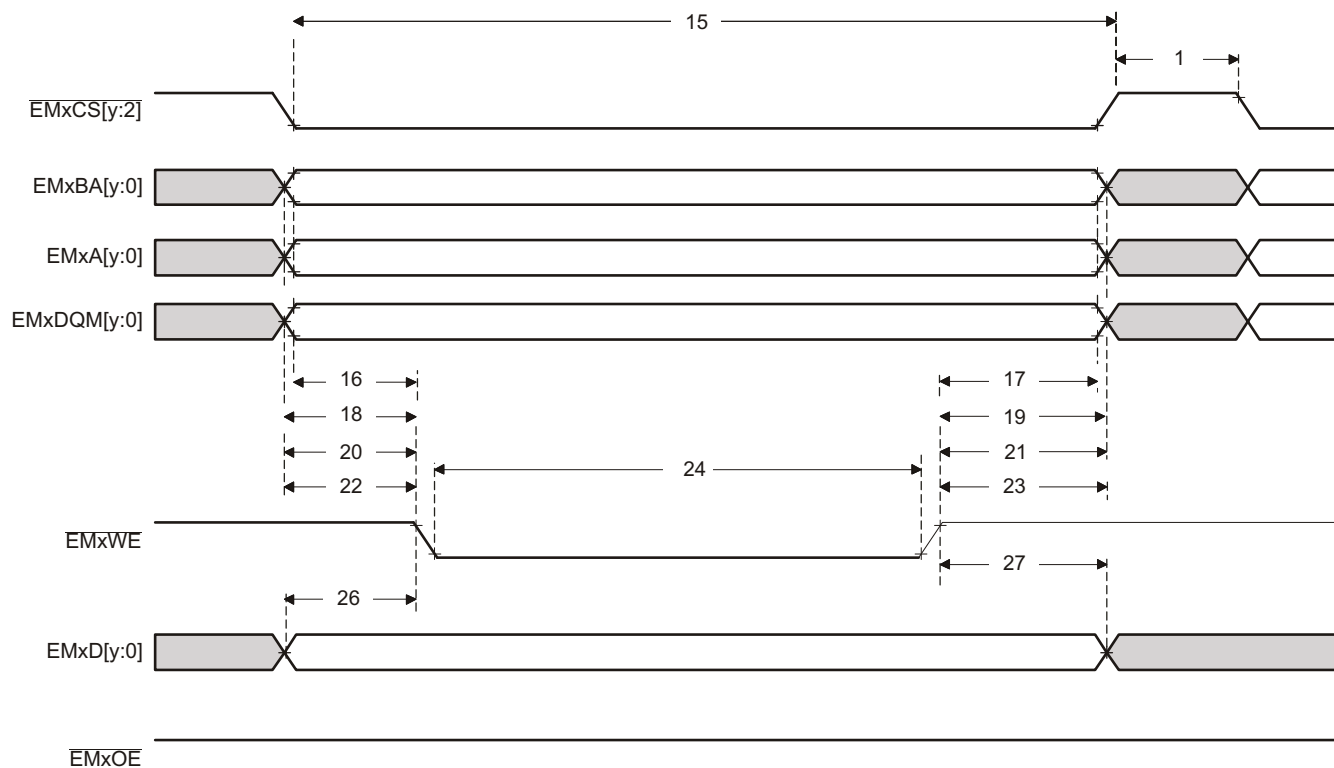 15
1
EMxCS[y:2]
EMxBA[y:0]
EMxA[y:0]
EMxDQM[y:0]
16
17
18
19
20
21
24
22
23
EMxWE
27
26
EMxD[y:0]
EMxOE